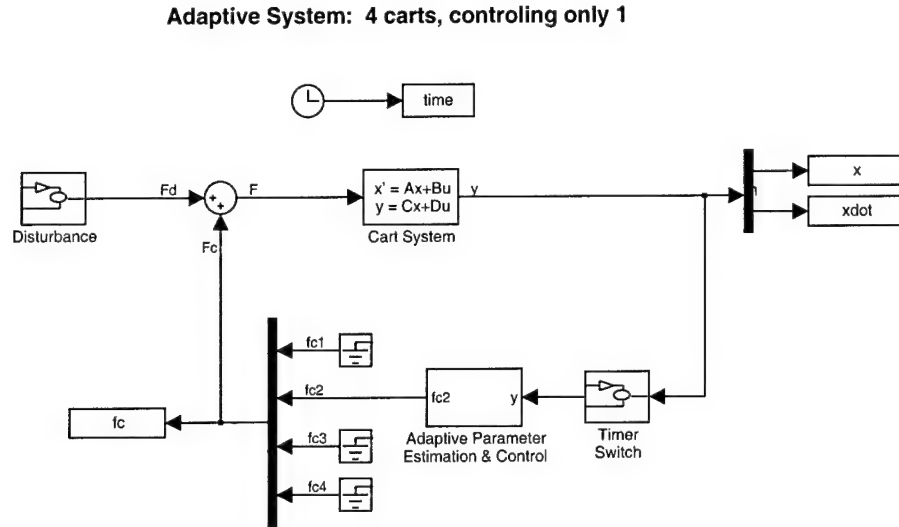 Adaptive System: 4 carts, controling only 1
time
x' = Ax+Bu
y = Cx+Du
Cart System
Fd
F
y
x
xdot
Disturbance
Fc
fc1
fc2
fc2
y
fc
fc3
fc4
Adaptive Parameter
Estimation & Control
Timer
Switch